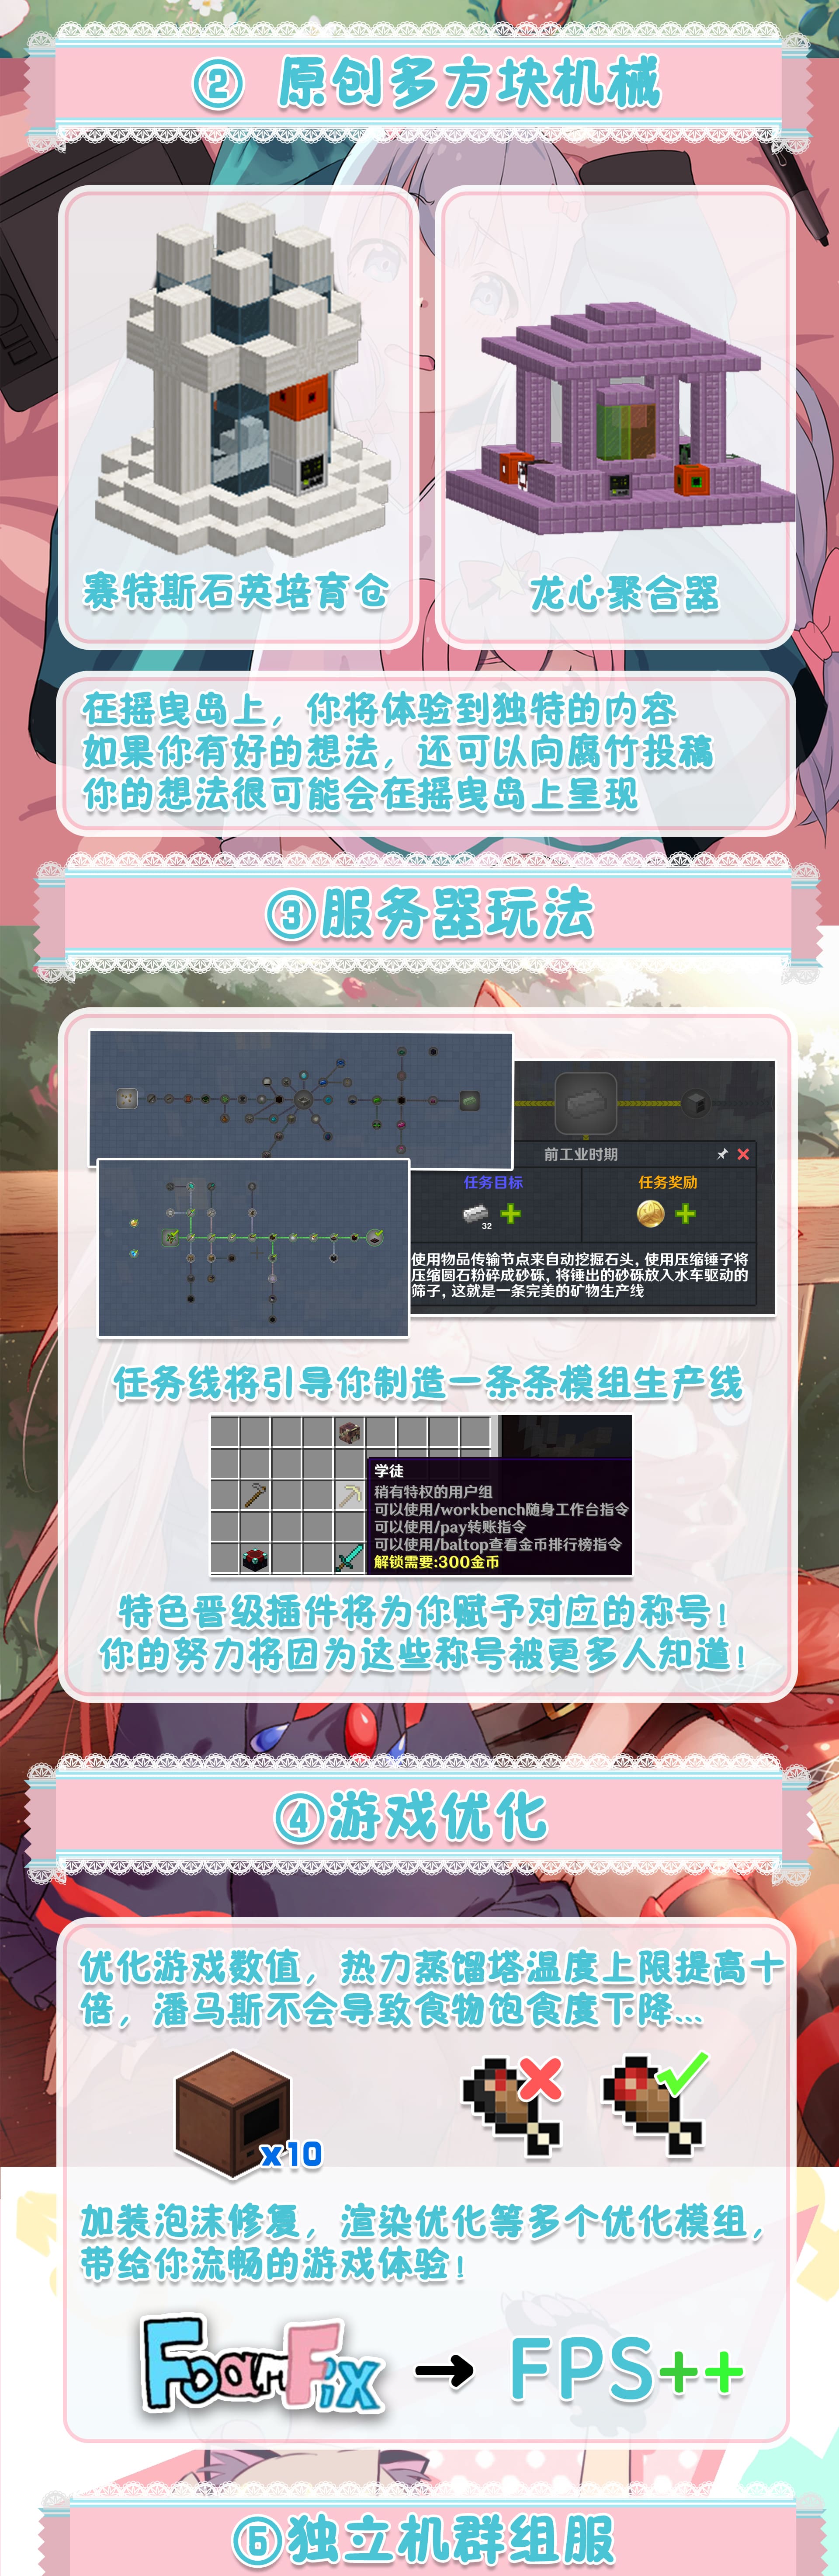 ② 原创多方块机械
赛特斯石英培育仓
龙心聚合器
在摇曳岛上，你将体验到独特的内容
如果你有好的想法，还可以向腐竹投稿
你的想法很可能会在摇曳岛上呈现
③服务器玩法
前工业时期
任务目标
任务奖励
32
使用物品传输节点来自动挖掘石头，使用压缩锤子将
压缩圆石粉碎成砂砾，将锤出的砂砾放入水车驱动的
筛子，这就是一条完美的矿物生产线
任务线将引导你制造一条条模组生产线
学徒
稍有特权的用户组
可以使用/workbench随身工作台指令
可以使用/pay转账指令
可以使用/baltop查看金币排行榜指令
解锁需要:300金币
特色晋级插件将为你赋予对应的称号！
你的努力将因为这些称号被更多人知道！
④游戏优化
优化游戏数值，热力蒸馏塔温度上限提高十
倍，潘马斯不会导致食物饱食度下降...
x10
加装泡沫修复，渲染优化等多个优化模组，
带给你流畅的游戏体验！
FoamFix → FPS++
⑥独立机群组服